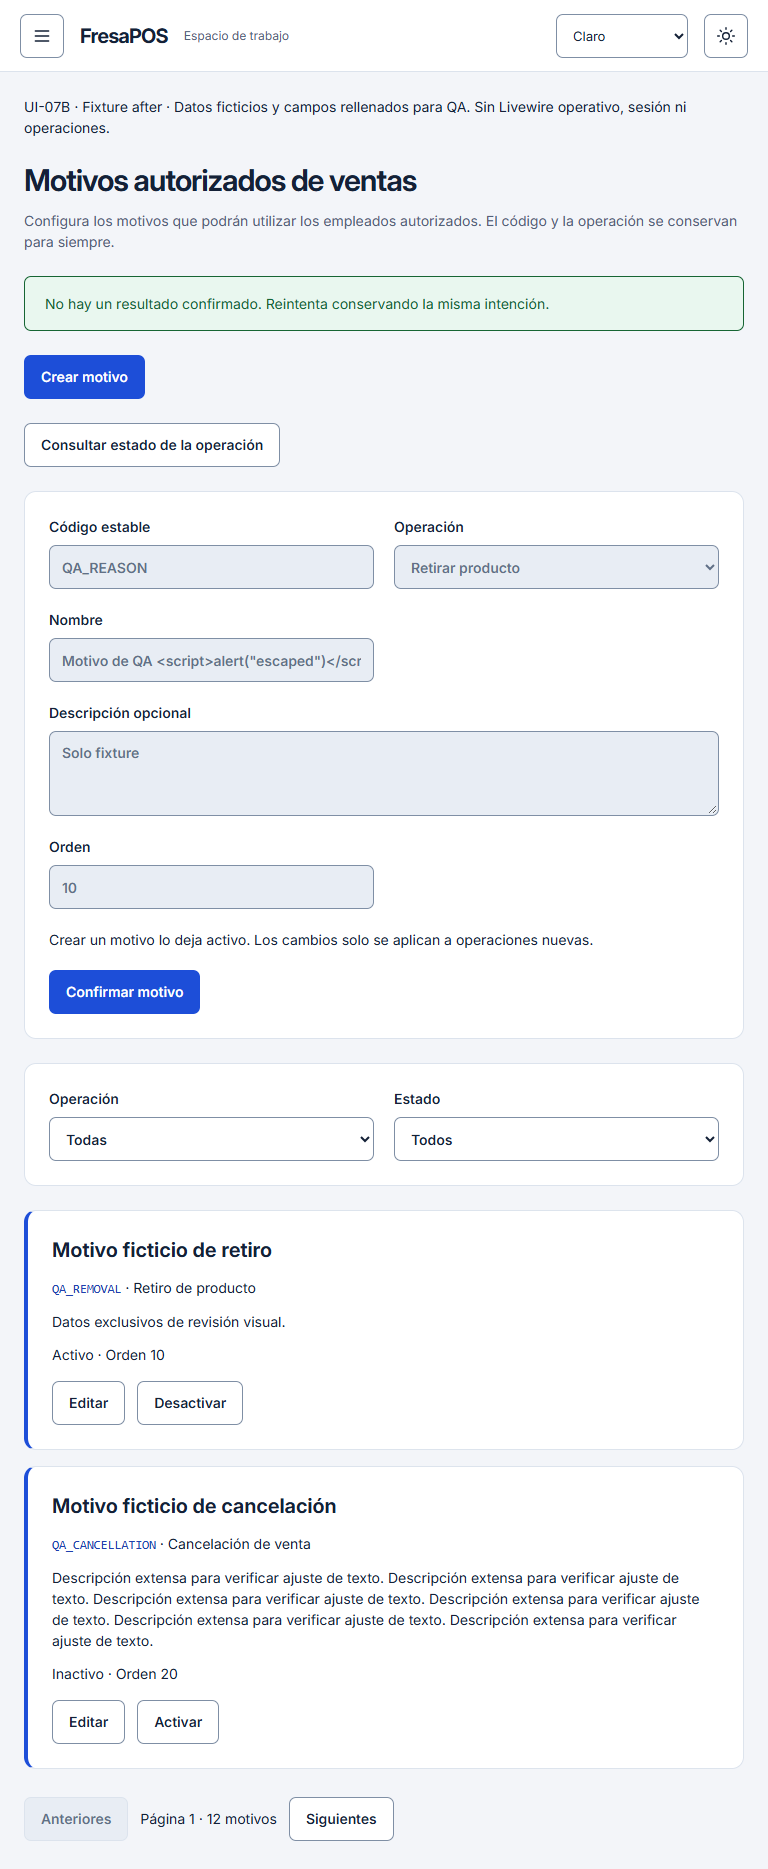 FresaPOS
Espacio de trabajo
Claro
UI-07B · Fixture after · Datos ficticios y campos rellenados para QA. Sin Livewire operativo, sesión ni
operaciones.
Motivos autorizados de ventas
Configura los motivos que podrán utilizar los empleados autorizados. El código y la operación se conservan
para siempre.
No hay un resultado confirmado. Reintenta conservando la misma intención.
Crear motivo
Consultar estado de la operación
Código estable
Operación
QA_REASON
Retirar producto
Nombre
Motivo de QA <script>alert("escaped")</scr
Descripción opcional
Solo fixture
Orden
10
Crear un motivo lo deja activo. Los cambios solo se aplican a operaciones nuevas.
Confirmar motivo
Operación
Estado
Todas
Todos
Motivo ficticio de retiro
QA_REMOVAL · Retiro de producto
Datos exclusivos de revisión visual.
Activo · Orden 10
Editar
Desactivar
Motivo ficticio de cancelación
QA_CANCELLATION · Cancelación de venta
Descripción extensa para verificar ajuste de texto. Descripción extensa para verificar ajuste de
texto. Descripción extensa para verificar ajuste de texto. Descripción extensa para verificar ajuste
de texto. Descripción extensa para verificar ajuste de texto. Descripción extensa para verificar
ajuste de texto.
Inactivo · Orden 20
Editar
Activar
Anteriores
Página 1 · 12 motivos
Siguientes